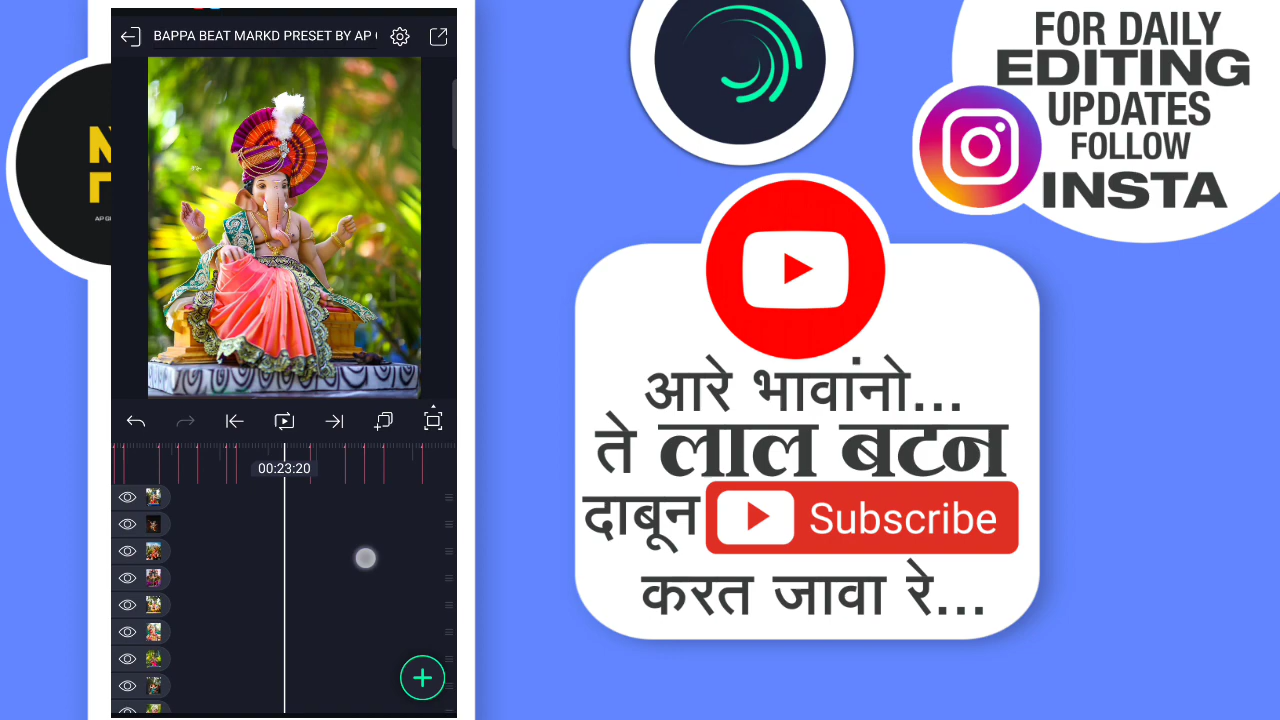 BAPPA BEAT MARKD PRESET BY AP
00:23:20
FOR DAILY
EDITING
UPDATES
FOLLOW
INSTA
आरे भावांनो...
ते लाल बटन
दाबून Subscribe
करत जावा रे...